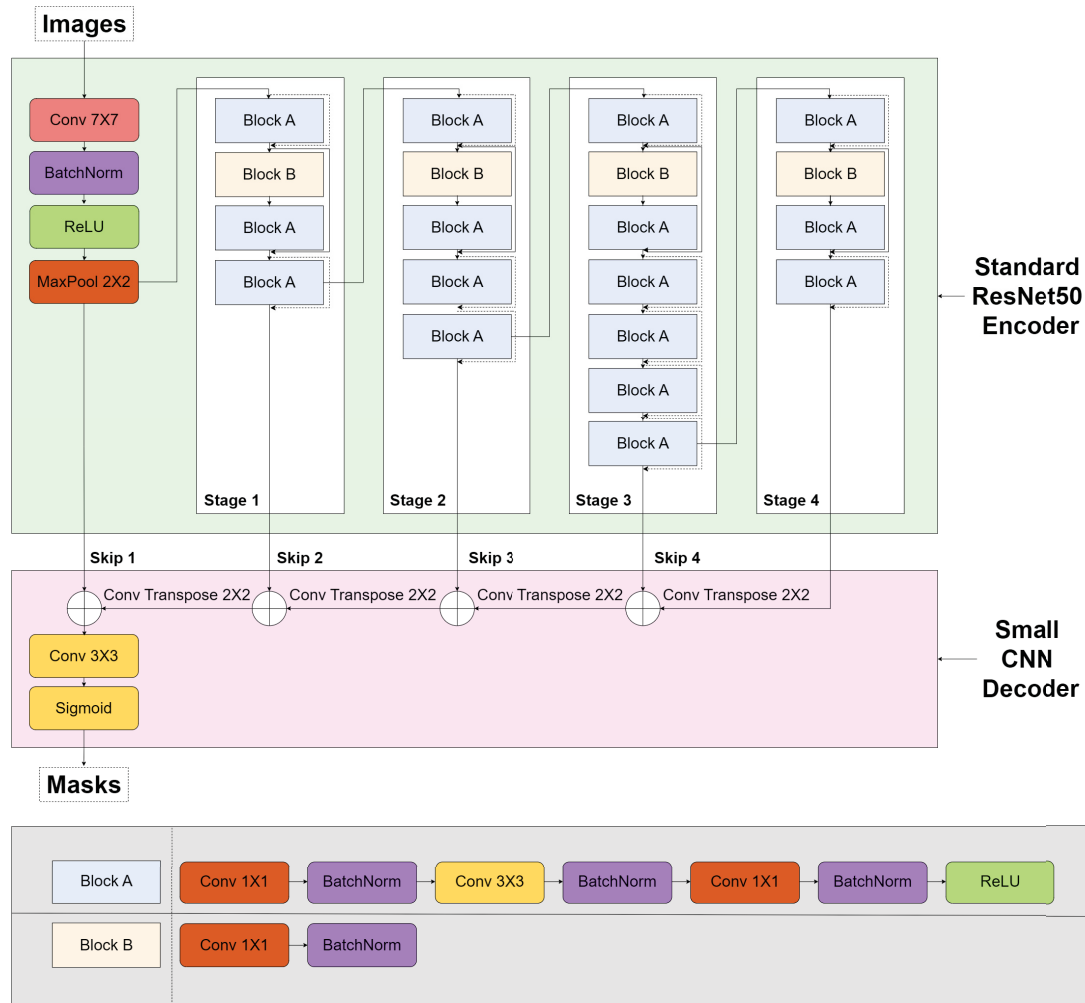 Images
Conv 7X7
BatchNorm
ReLU
MaxPool 2X2
Block A
Block B
Block A
Block A
Stage 1
Block A
Block B
Block A
Block A
Block A
Stage 2
Block A
Block B
Block A
Block A
Block A
Block A
Block A
Stage 3
Block A
Block B
Block A
Block A
Stage 4
Standard
ResNet50
Encoder
Skip 1
Skip 2
Skip 3
Skip 4
Conv Transpose 2X2
Conv Transpose 2X2
Conv Transpose 2X2
Conv Transpose 2X2
Conv 3X3
Sigmoid
Small
CNN
Decoder
Masks
Block A
Conv 1X1
BatchNorm
Conv 3X3
BatchNorm
Conv 1X1
BatchNorm
ReLU
Block B
Conv 1X1
BatchNorm